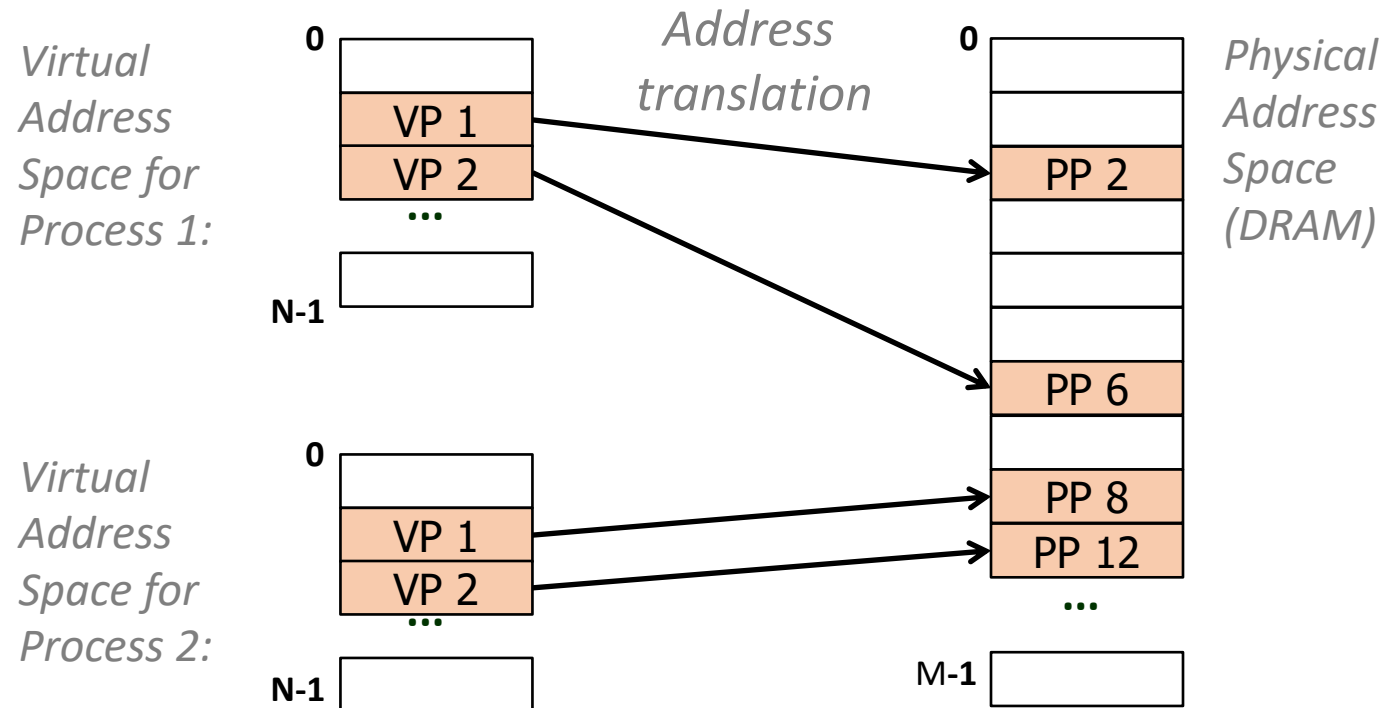 Virtual
Address
Space for
Process 1:
0
VP 1
VP 2
...
N-1
Address
translation
0
PP 2
PP 6
PP 8
PP 12
...
M-1
Physical
Address
Space
(DRAM)
Virtual
Address
Space for
Process 2:
0
VP 1
VP 2
...
N-1